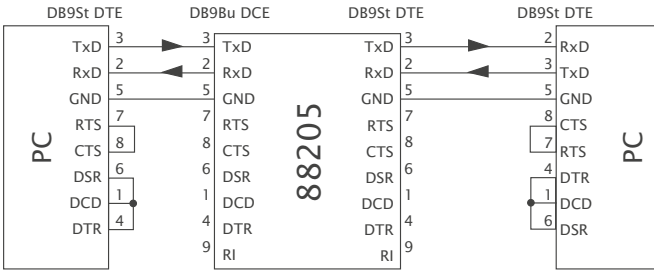 DB9St DTE DB9Bu DCE DB9St DTE DB9St DTE
TxD 3 3 TxD TxD 3 2 RxD
RxD 2 2 RxD RxD 2 3 TxD
GND 5 5 GND GND 5 5 GND
RTS 7 7 RTS RTS 7 8 CTS
CTS 8 8 CTS CTS 8 7 RTS
DSR 6 6 DSR DSR 6 4 DTR
DCD 1 1 DCD DCD 1 1 DCD
DTR 4 4 DTR DTR 4 6 DSR
9 RI RI 9
PC
88205
PC